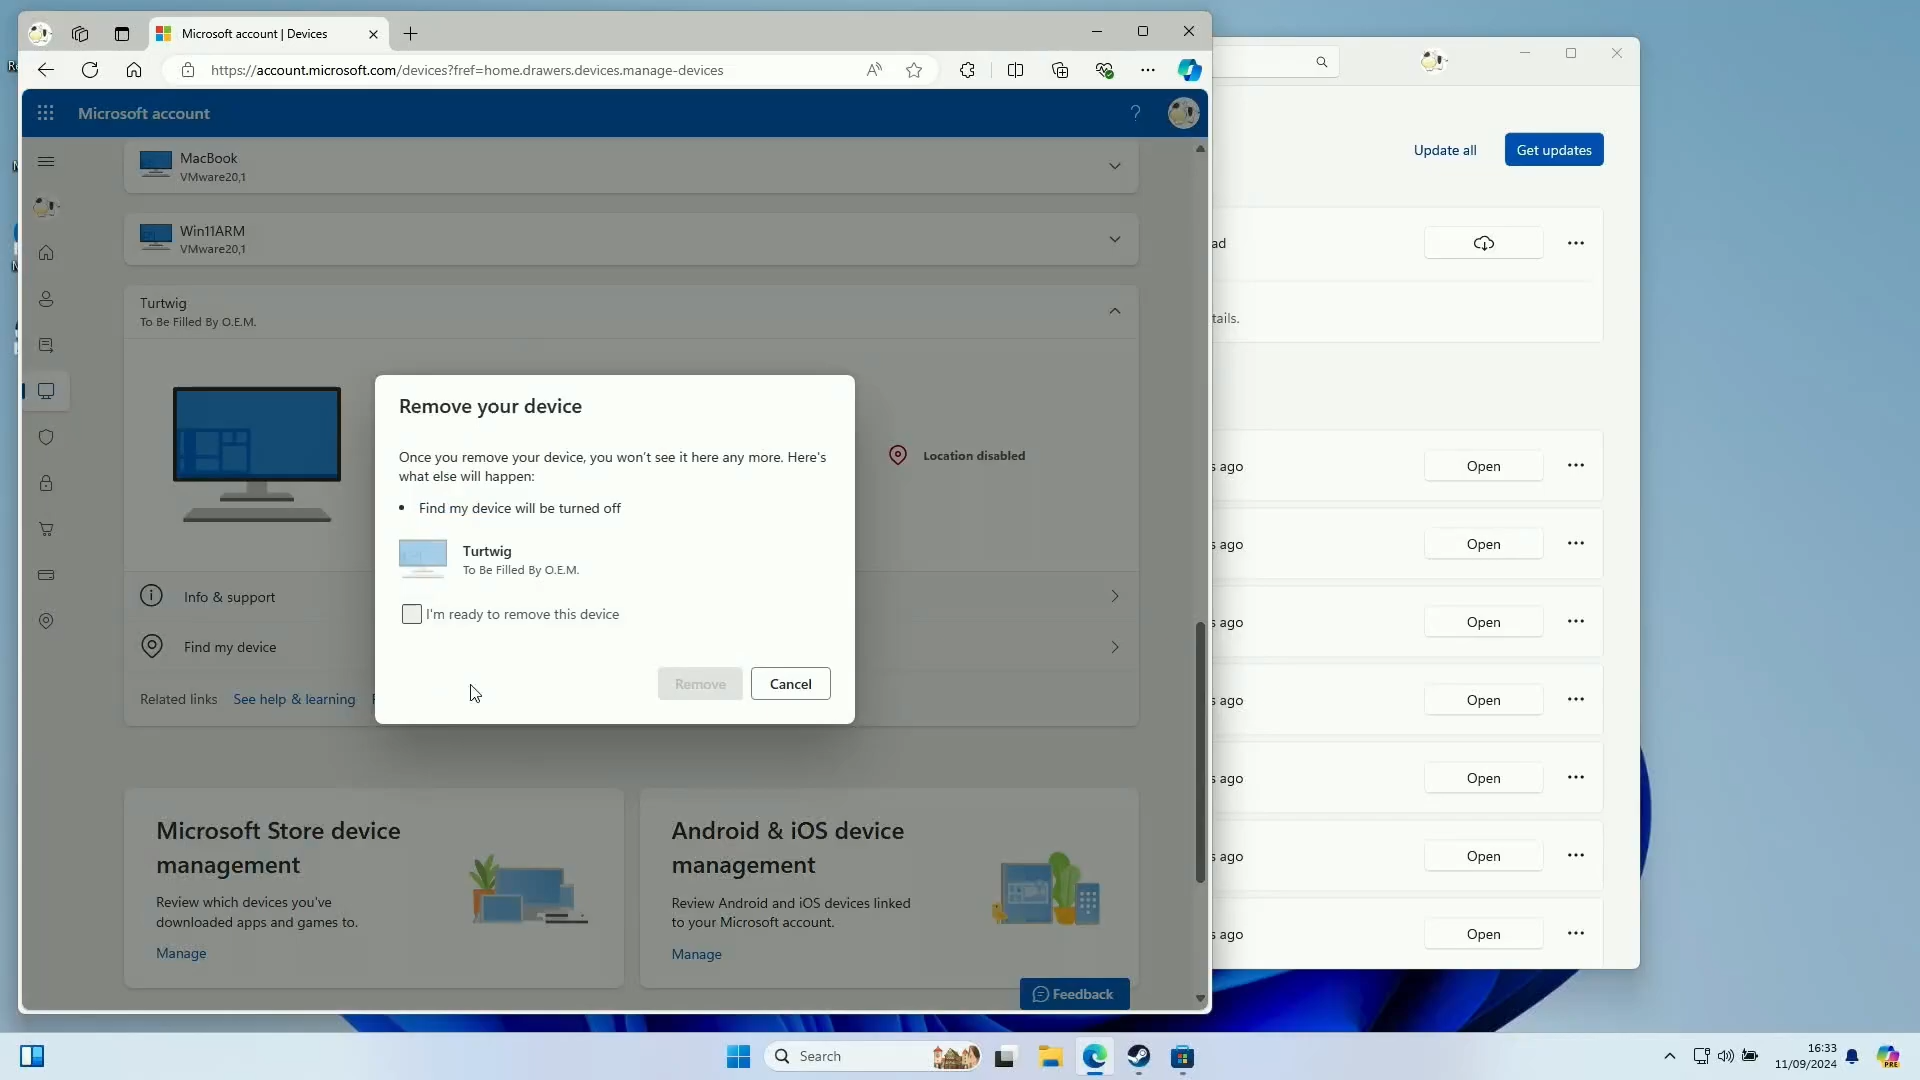 Microsoft account | Devices
https://account.microsoft.com/devices?fref=home.drawers.devices.manage-devices
Microsoft account
MacBook
VMware20,1
Win11ARM
VMware20,1
Turtwig
To Be Filled By O.E.M.
Location disabled
Info & support
Find my device
Related links See help & learning
Remove your device
Once you remove your device, you won't see it here any more. Here's
what else will happen:
• Find my device will be turned off
Turtwig
To Be Filled By O.E.M.
I'm ready to remove this device
Remove Cancel
Microsoft Store device
management
Review which devices you've
downloaded apps and games to.
Manage
Android & iOS device
management
Review Android and iOS devices linked
to your Microsoft account.
Manage
Feedback
Update all Get updates
ad
tails.
s ago Open
s ago Open
s ago Open
s ago Open
s ago Open
s ago Open
s ago Open
Search
16:33
11/09/2024
PRE